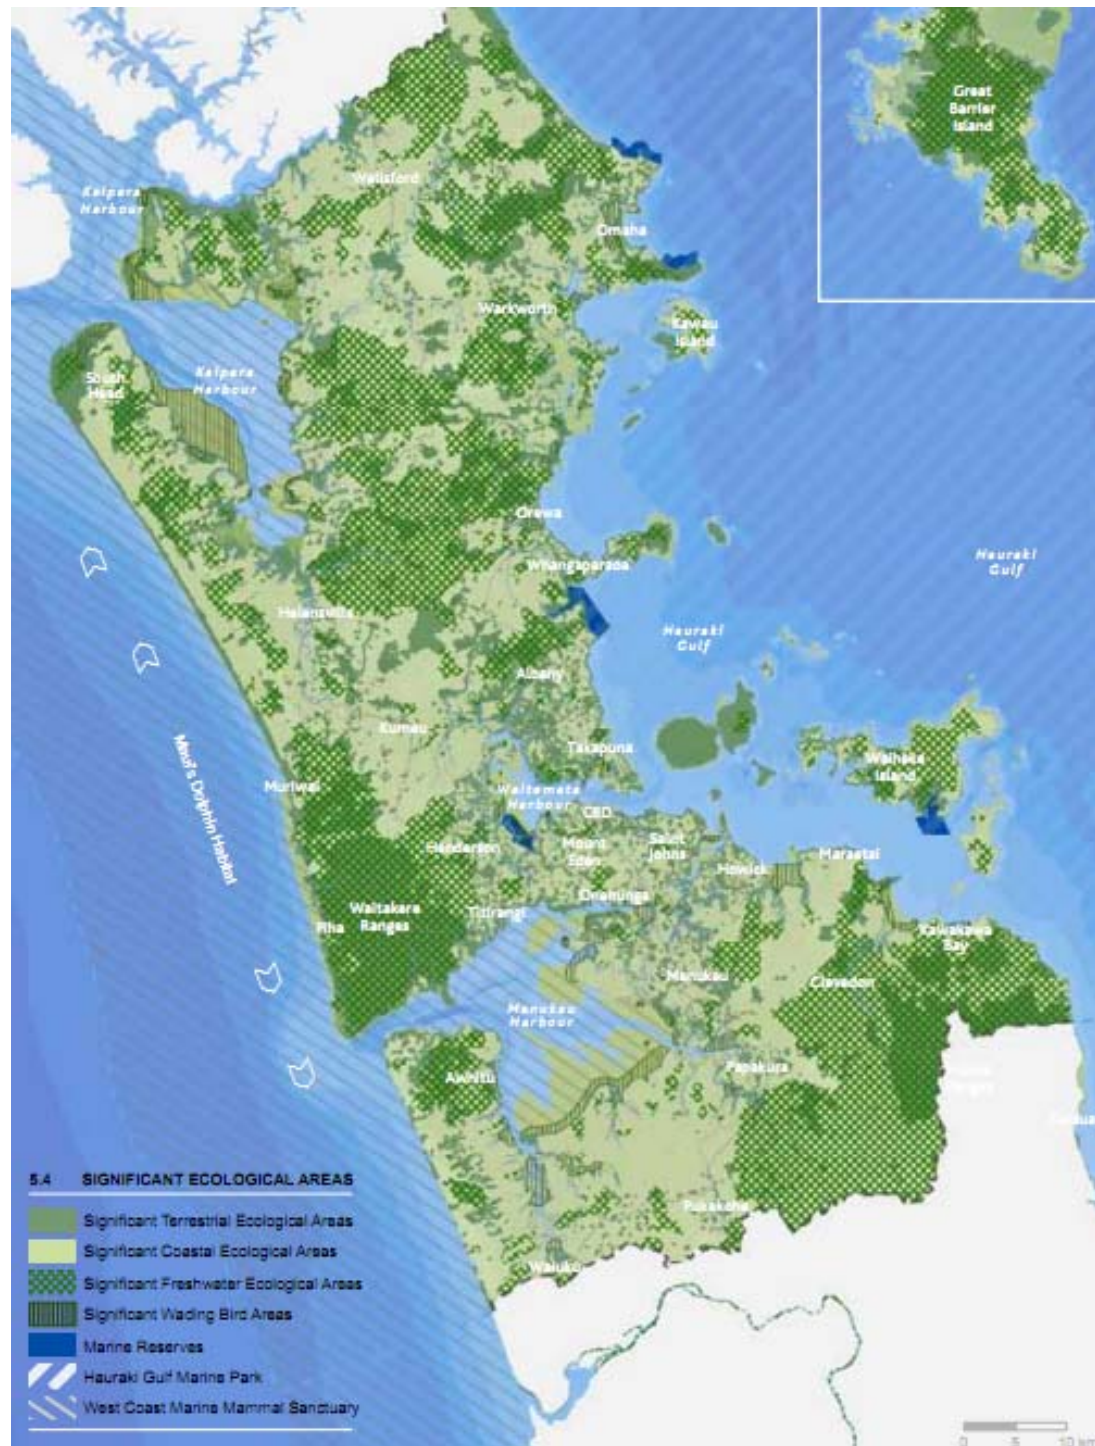 Great
Barrier
Island
Wellsford
Kaipara
Harbour
Omaha
Warkworth
Kawau
Island
Kaipara
Harbour
South
Head
Orewa
Whangaparaoa
Hauraki
Gulf
Helensville
Hauraki
Gulf
Albany
Kumeu
Takapuna
Muriwai
Waitemata
Harbour
Waiheke
Island
Maui's Dolphin Habitat
CBD
Henderson
Mount
Eden
Saint
Johns
Howick
Maraetai
Onehunga
Titirangi
Waitakere
Ranges
Piha
Kawakawa
Bay
Manukau
Clevedon
Manukau
Harbour
Awhitu
Papakura
Pukekohe
Waiuku
5.4 SIGNIFICANT ECOLOGICAL AREAS
Significant Terrestrial Ecological Areas
Significant Coastal Ecological Areas
Significant Freshwater Ecological Areas
Significant Wading Bird Areas
Marine Reserves
Hauraki Gulf Marine Park
West Coast Marine Mammal Sanctuary
0 5 10 km